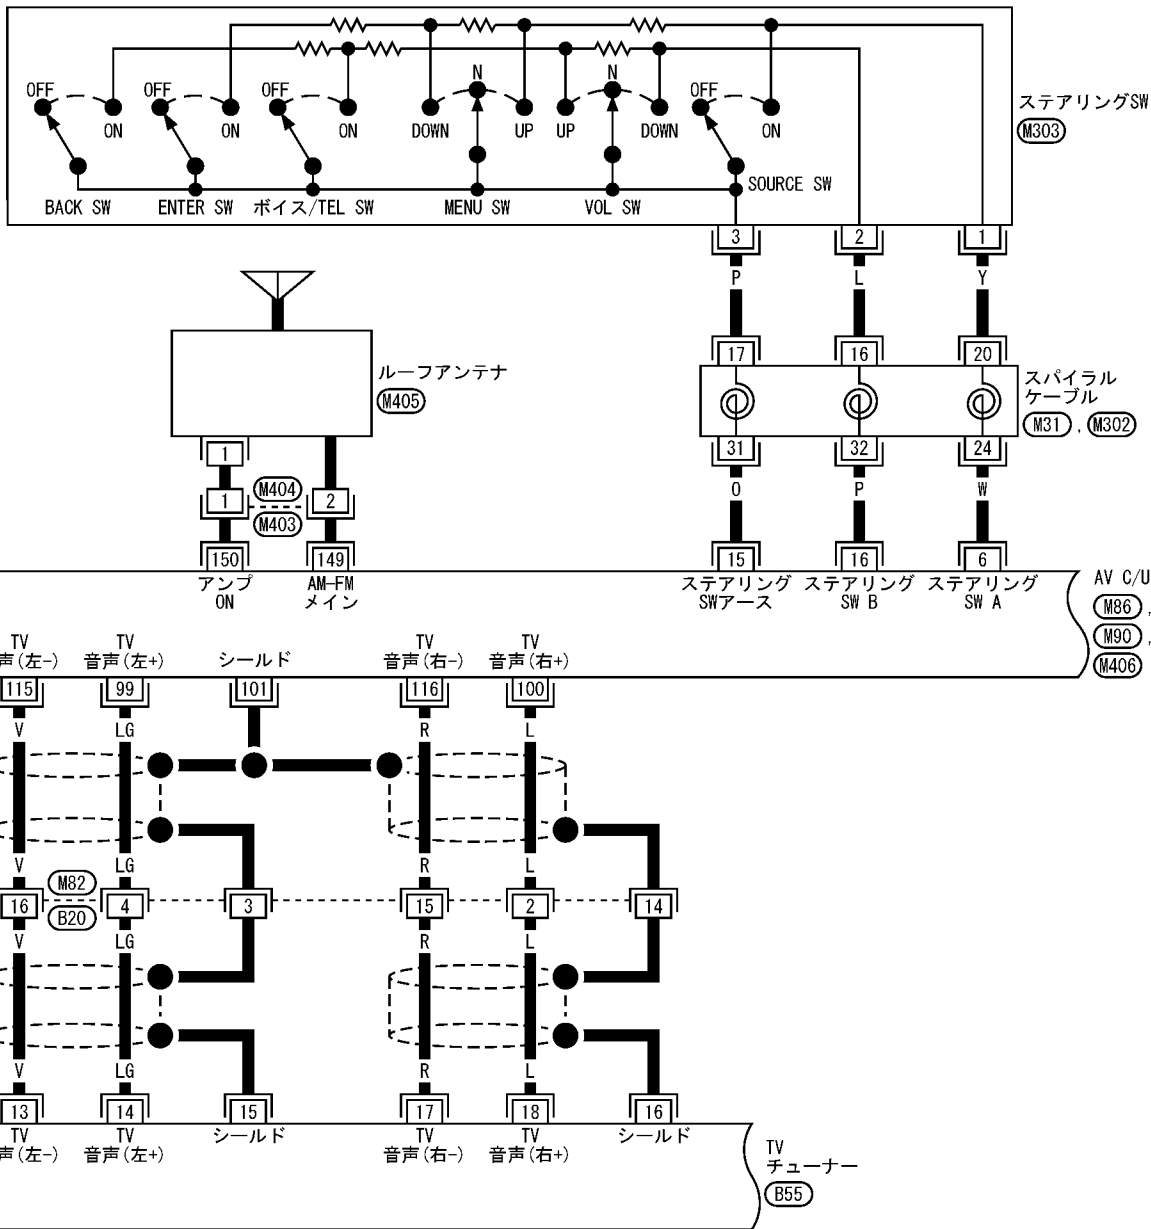 OFF OFF OFF N N OFF
ON ON ON DOWN UP UP DOWN ON
ステアリングSW
M303
SOURCE SW
BACK SW ENTER SW ボイス/TEL SW MENU SW VOL SW
3 2 1
P L Y
17 16 20
ルーフアンテナ
M405
スパイラル
ケーブル
M31 , M302
1
31 32 24
M404
1 2
M403
O P W
150 149
15 16 6
アンプ
ON
AM-FM
メイン
ステアリング
SWアース
ステアリング
SW B
ステアリング
SW A
AV C/U
M86 ,
M90 ,
M406
TV
声(左-)
TV
音声(左+)
シールド
TV
音声(右-)
TV
音声(右+)
115 99 101 116 100
V LG R L
V LG R L
M82
16 4 3 15 2 14
B20
V LG R L
V LG R L
13 14 15 17 18 16
TV
声(左-)
TV
音声(左+)
シールド
TV
音声(右-)
TV
音声(右+)
シールド
TV
チューナー
B55